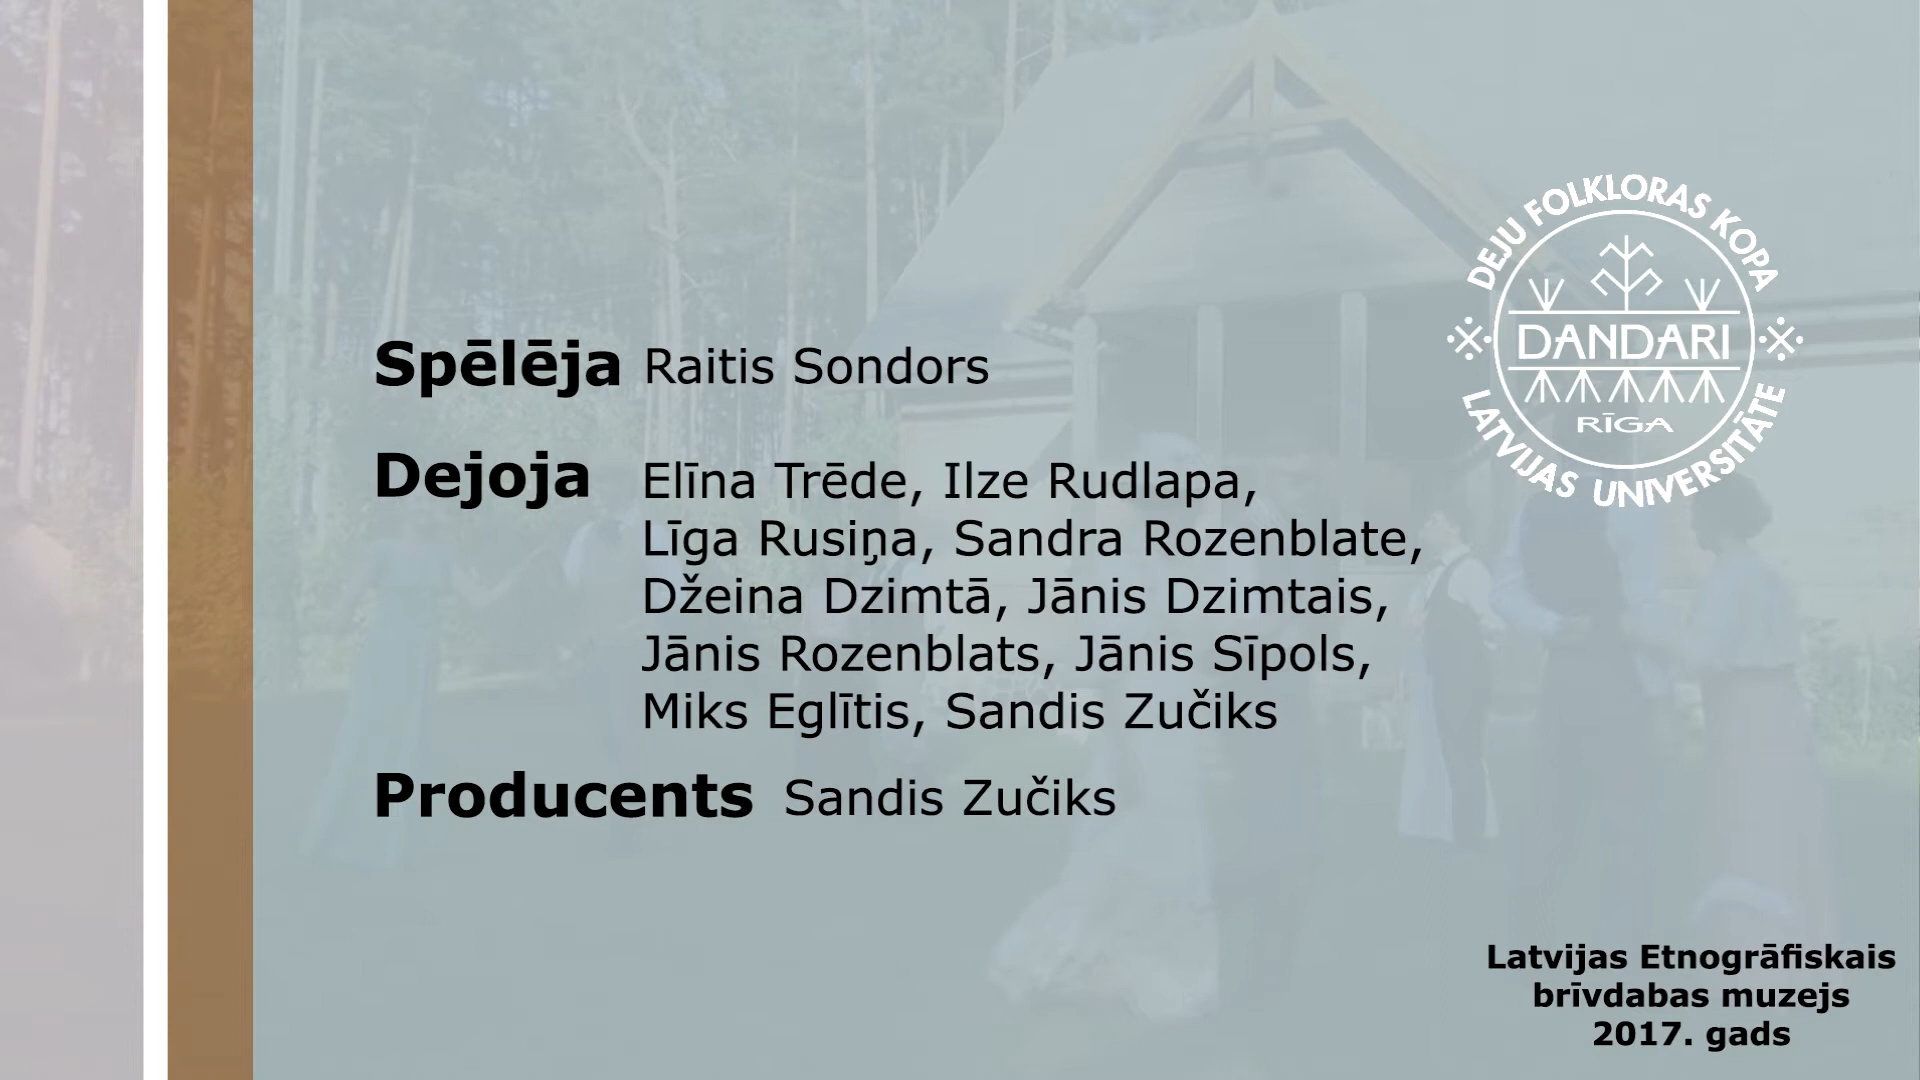 DEJU FOLKLORAS KOPA
DANDARI
RĪGA
LATVIJAS UNIVERSITĀTE
Spēlēja Raitis Sondors
Dejoja Elīna Trēde, Ilze Rudlapa,
Līga Rusiņa, Sandra Rozenblate,
Džeina Dzimtā, Jānis Dzimtais,
Jānis Rozenblats, Jānis Sīpols,
Miks Eglītis, Sandis Zučiks
Producents Sandis Zučiks
Latvijas Etnogrāfiskais
brīvdabas muzejs
2017. gads